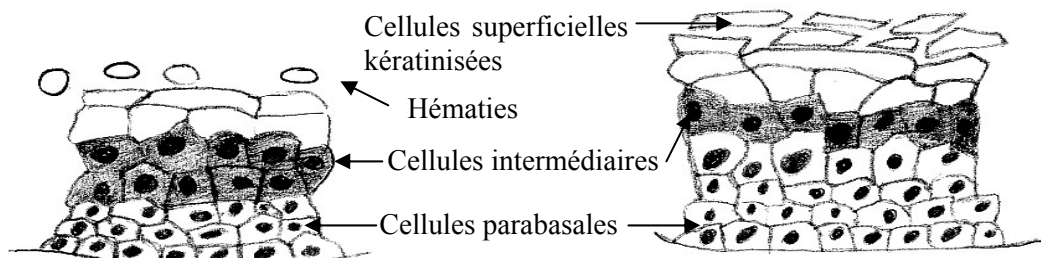 Cellules superficielles
kératinisées
Hématies
Cellules intermédiaires
Cellules parabasales